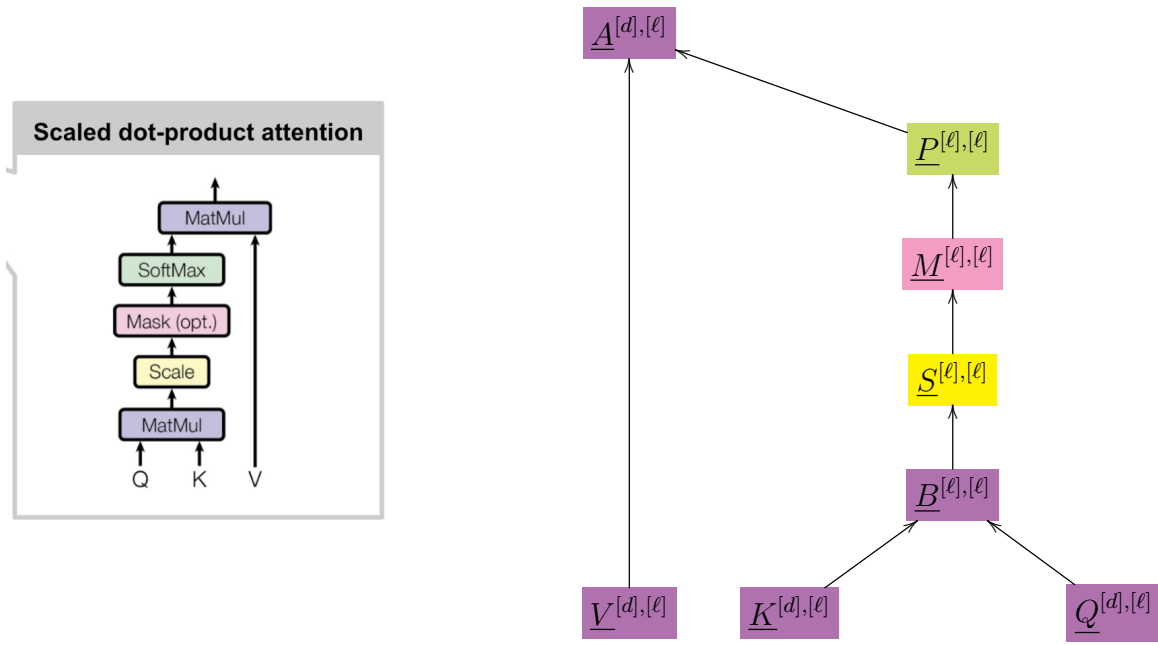 Scaled dot-product attention
MatMul
SoftMax
Mask (opt.)
Scale
MatMul
Q K V
A^{[d],[ℓ]}
P^{[ℓ],[ℓ]}
M^{[ℓ],[ℓ]}
S^{[ℓ],[ℓ]}
B^{[ℓ],[ℓ]}
V^{[d],[ℓ]} K^{[d],[ℓ]} Q^{[d],[ℓ]}